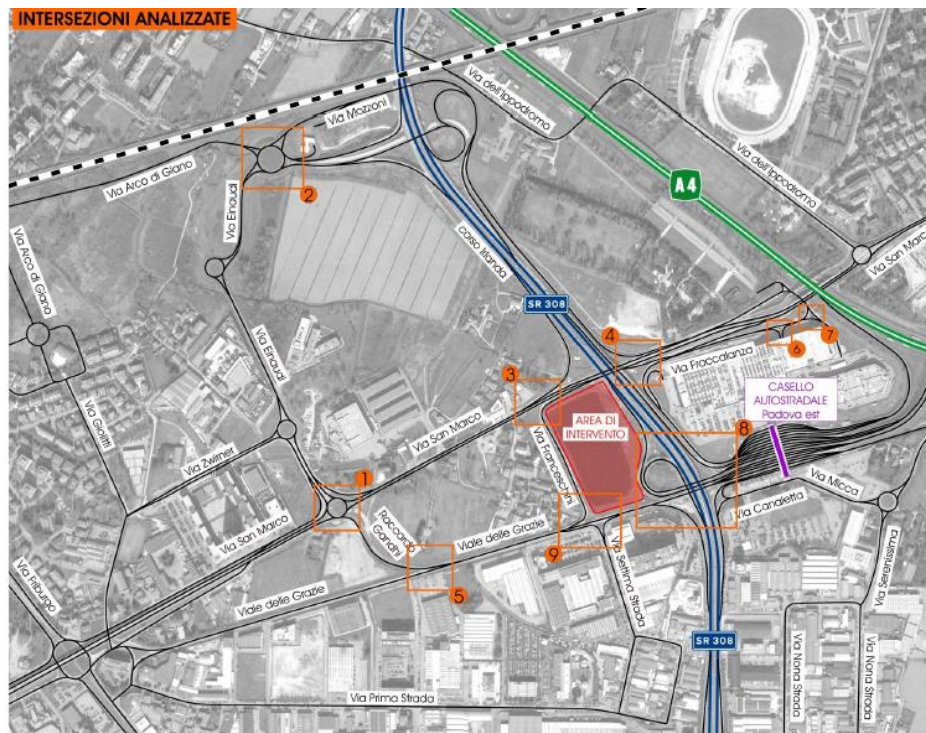 INTERSEZIONI ANALIZZATE
Via dell'Ippodromo
Via Mazzoni
Via Arco di Giano
2
Via Einaudi
A4
Via dell'Ippodromo
Via San Marco
corso Irlanda
SR 308
Via Arco di Giano
Via Einaudi
4
7
6
Via Fraccalanza
3
CASELLO
AUTOSTRADALE
Padova est
AREA DI
INTERVENTO
Via San Marco
Via Giolitti
Via Zwirner
8
Via Franceschini
1
Via Micca
Via Canaletta
Via San Marco
Raccordo
Gandhi
Viale delle Grazie
9
Via Settima Strada
Via Serenissima
Via Friburgo
Viale delle Grazie
5
SR 308
Via Nona
Strada
Via Nona Strada
Via Prima Strada